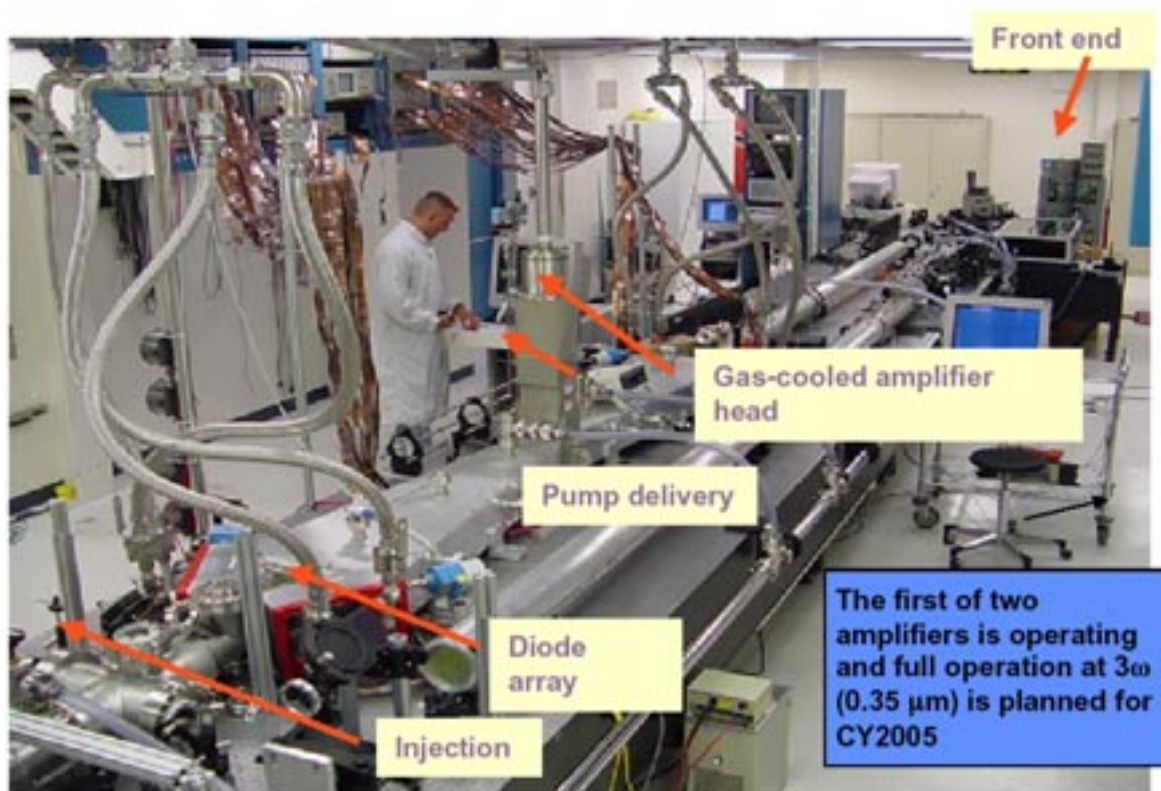 Front end
Gas-cooled amplifier
head
Pump delivery
Diode
array
Injection
The first of two
amplifiers is operating
and full operation at 3ω
(0.35 µm) is planned for
CY2005